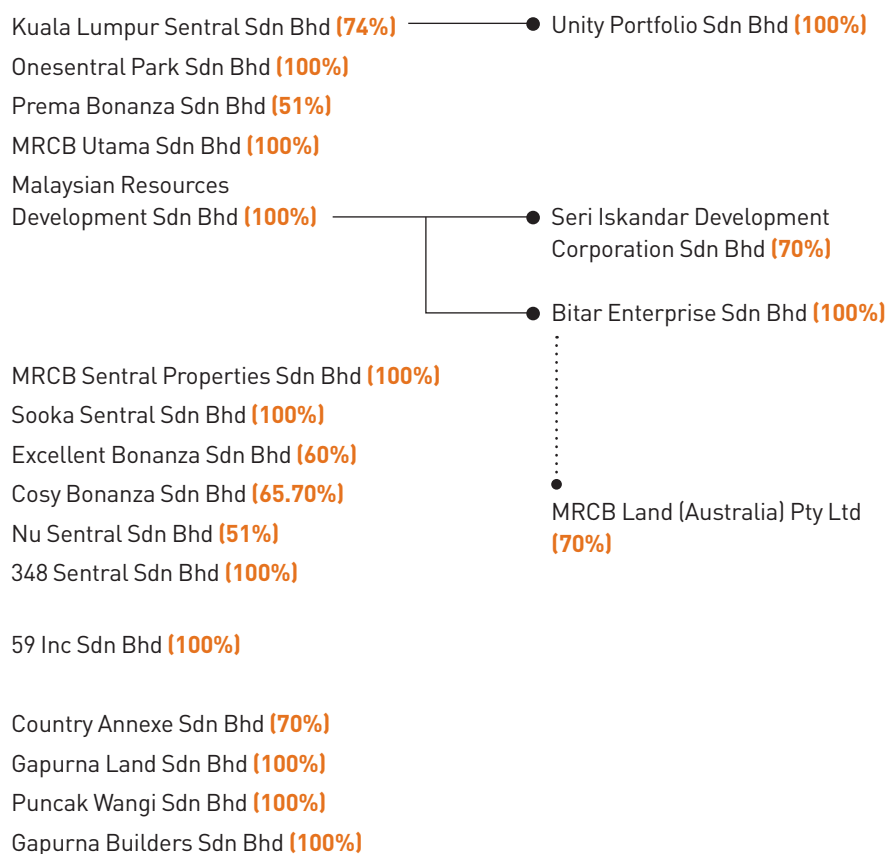 Kuala Lumpur Sentral Sdn Bhd (74%)
Unity Portfolio Sdn Bhd (100%)
Onesentral Park Sdn Bhd (100%)
Prema Bonanza Sdn Bhd (51%)
MRCB Utama Sdn Bhd (100%)
Malaysian Resources
Development Sdn Bhd (100%)
Seri Iskandar Development
Corporation Sdn Bhd (70%)
Bitar Enterprise Sdn Bhd (100%)
MRCB Land (Australia) Pty Ltd
(70%)
MRCB Sentral Properties Sdn Bhd (100%)
Sooka Sentral Sdn Bhd (100%)
Excellent Bonanza Sdn Bhd (60%)
Cosy Bonanza Sdn Bhd (65.70%)
Nu Sentral Sdn Bhd (51%)
348 Sentral Sdn Bhd (100%)
59 Inc Sdn Bhd (100%)
Country Annexe Sdn Bhd (70%)
Gapurna Land Sdn Bhd (100%)
Puncak Wangi Sdn Bhd (100%)
Gapurna Builders Sdn Bhd (100%)